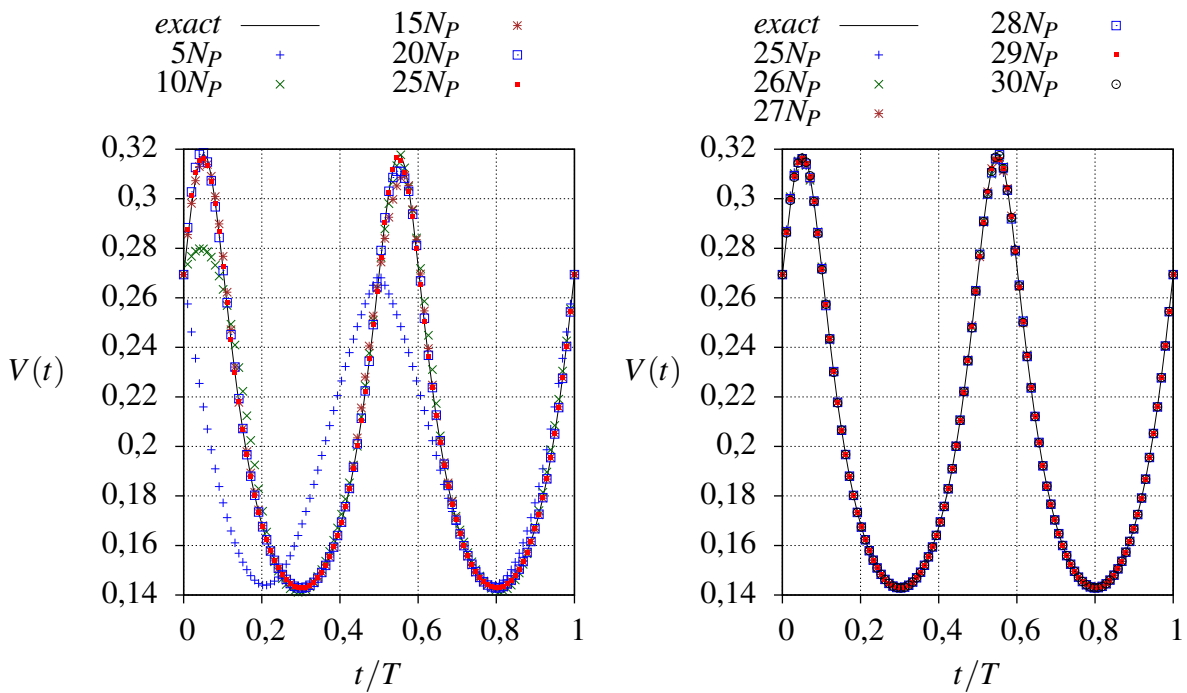 exact
5N_P
10N_P
15N_P
20N_P
25N_P
0,32
0,3
0,28
0,26
0,24
0,22
0,2
0,18
0,16
0,14
V(t)
0 0,2 0,4 0,6 0,8 1
t/T
exact
25N_P
26N_P
27N_P
28N_P
29N_P
30N_P
0,32
0,3
0,28
0,26
0,24
0,22
0,2
0,18
0,16
0,14
V(t)
0 0,2 0,4 0,6 0,8 1
t/T